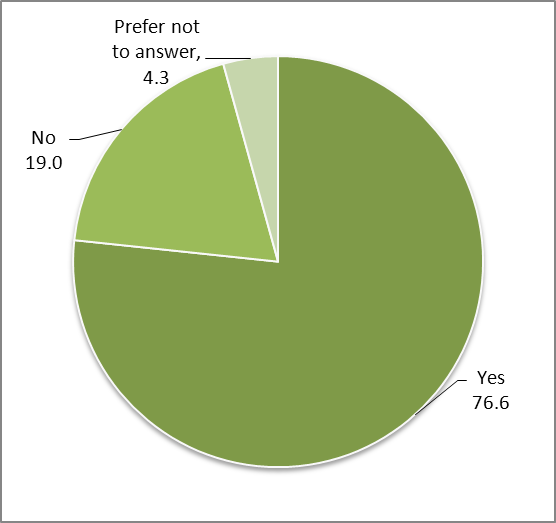 Prefer not
to answer,
4.3
No
19.0
Yes
76.6